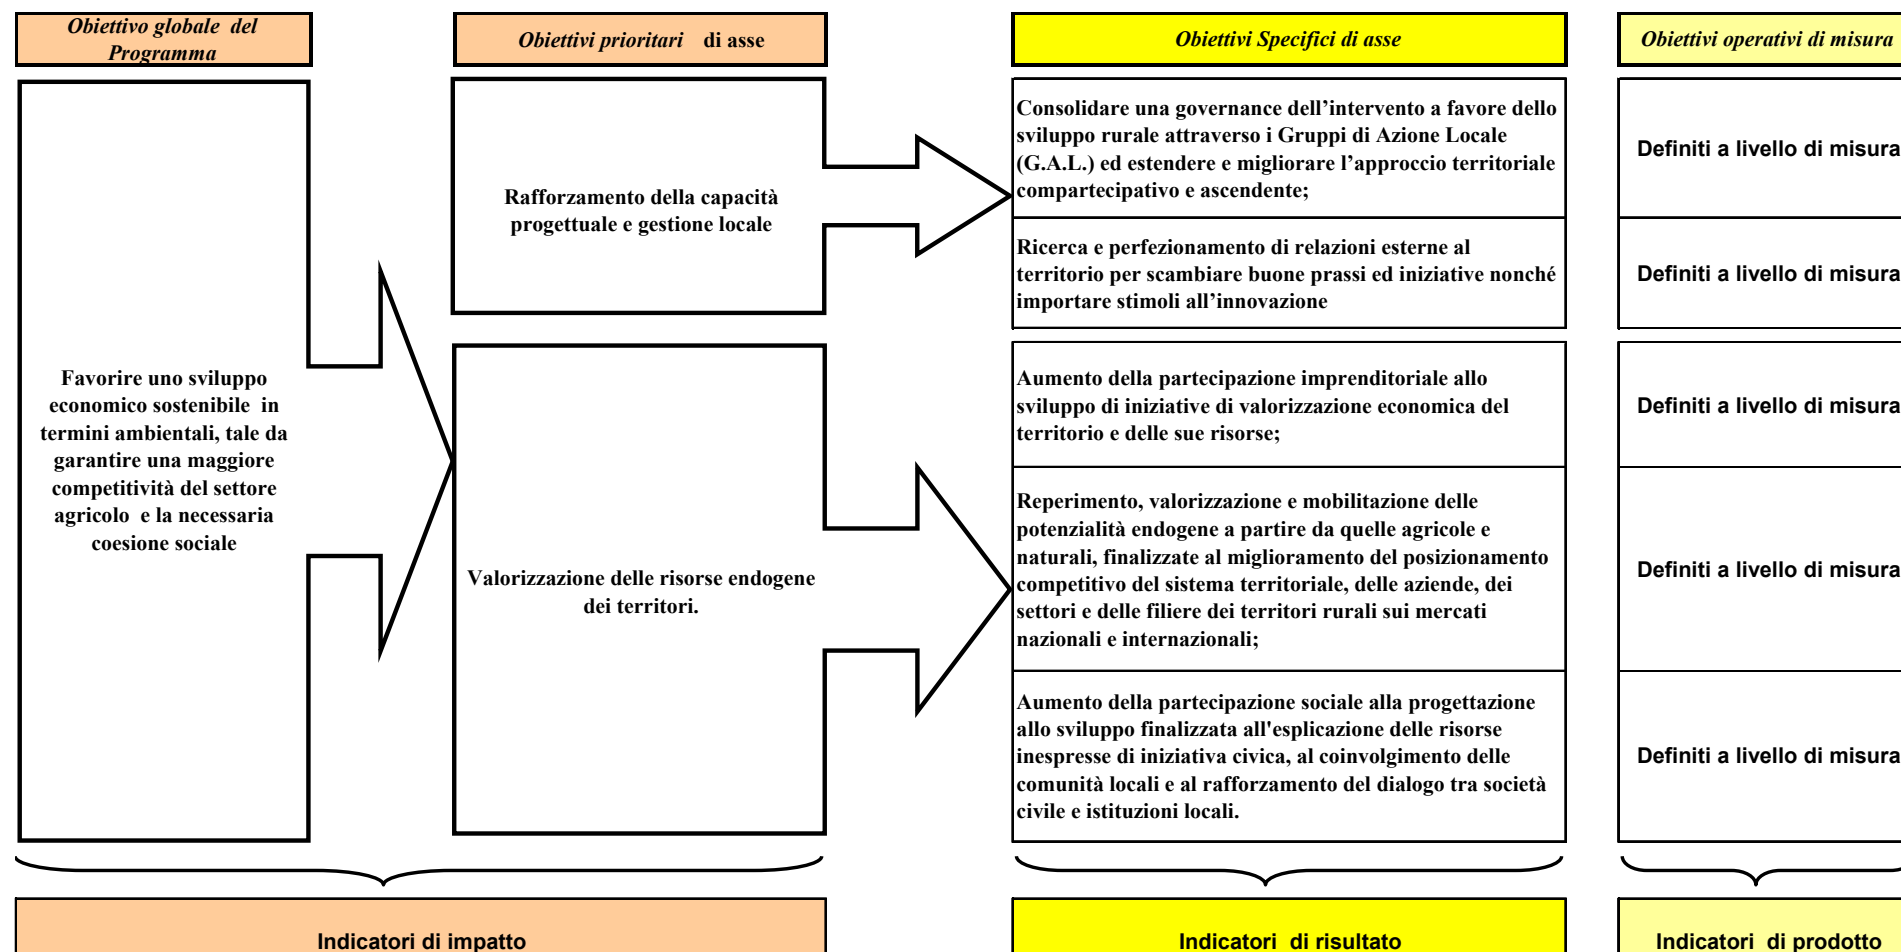 Obiettivo globale del
Programma
Obiettivi prioritari di asse
Obiettivi Specifici di asse
Obiettivi operativi di misura
Favorire uno sviluppo
economico sostenibile in
termini ambientali, tale da
garantire una maggiore
competitività del settore
agricolo e la necessaria
coesione sociale
Rafforzamento della capacità
progettuale e gestione locale
Consolidare una governance dell’intervento a favore dello
sviluppo rurale attraverso i Gruppi di Azione Locale
(G.A.L.) ed estendere e migliorare l’approccio territoriale
compartecipativo e ascendente;
Definiti a livello di misura
Ricerca e perfezionamento di relazioni esterne al
territorio per scambiare buone prassi ed iniziative nonché
importare stimoli all’innovazione
Definiti a livello di misura
Valorizzazione delle risorse endogene
dei territori.
Aumento della partecipazione imprenditoriale allo
sviluppo di iniziative di valorizzazione economica del
territorio e delle sue risorse;
Definiti a livello di misura
Reperimento, valorizzazione e mobilitazione delle
potenzialità endogene a partire da quelle agricole e
naturali, finalizzate al miglioramento del posizionamento
competitivo del sistema territoriale, delle aziende, dei
settori e delle filiere dei territori rurali sui mercati
nazionali e internazionali;
Definiti a livello di misura
Aumento della partecipazione sociale alla progettazione
allo sviluppo finalizzata all'esplicazione delle risorse
inespresse di iniziativa civica, al coinvolgimento delle
comunità locali e al rafforzamento del dialogo tra società
civile e istituzioni locali.
Definiti a livello di misura
Indicatori di impatto
Indicatori di risultato
Indicatori di prodotto